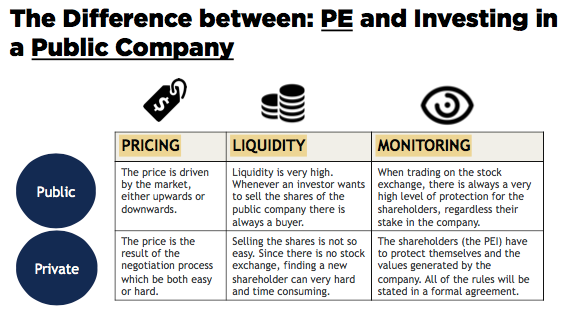 The Difference between: PE and Investing in
a Public Company
$
PRICING
LIQUIDITY
MONITORING
Public
The price is driven
by the market,
either upwards or
downwards.
Liquidity is very high.
Whenever an investor wants
to sell the shares of the
public company there is
always a buyer.
When trading on the stock
exchange, there is always a very
high level of protection for the
shareholders, regardless their
stake in the company.
Private
The price is the
result of the
negotiation process
which be both easy
or hard.
Selling the shares is not so
easy. Since there is no stock
exchange, finding a new
shareholder can very hard
and time consuming.
The shareholders (the PEI) have
to protect themselves and the
values generated by the
company. All of the rules will be
stated in a formal agreement.